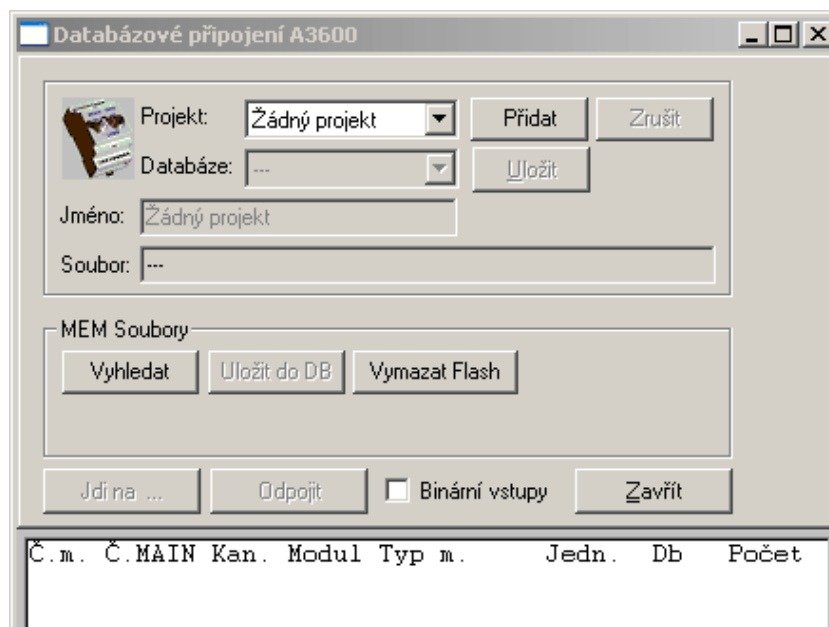 Databázové připojení A3600
Projekt: Žádný projekt Přidat Zrušit
Databáze: --- Uložit
Jméno: Žádný projekt
Soubor: ---
MEM Soubory
Vyhledat Uložit do DB Vymazat Flash
Jdi na ... Odpojit Binární vstupy Zavřít
Č.m. Č.MAIN Kan. Modul Typ m. Jedn. Db Počet